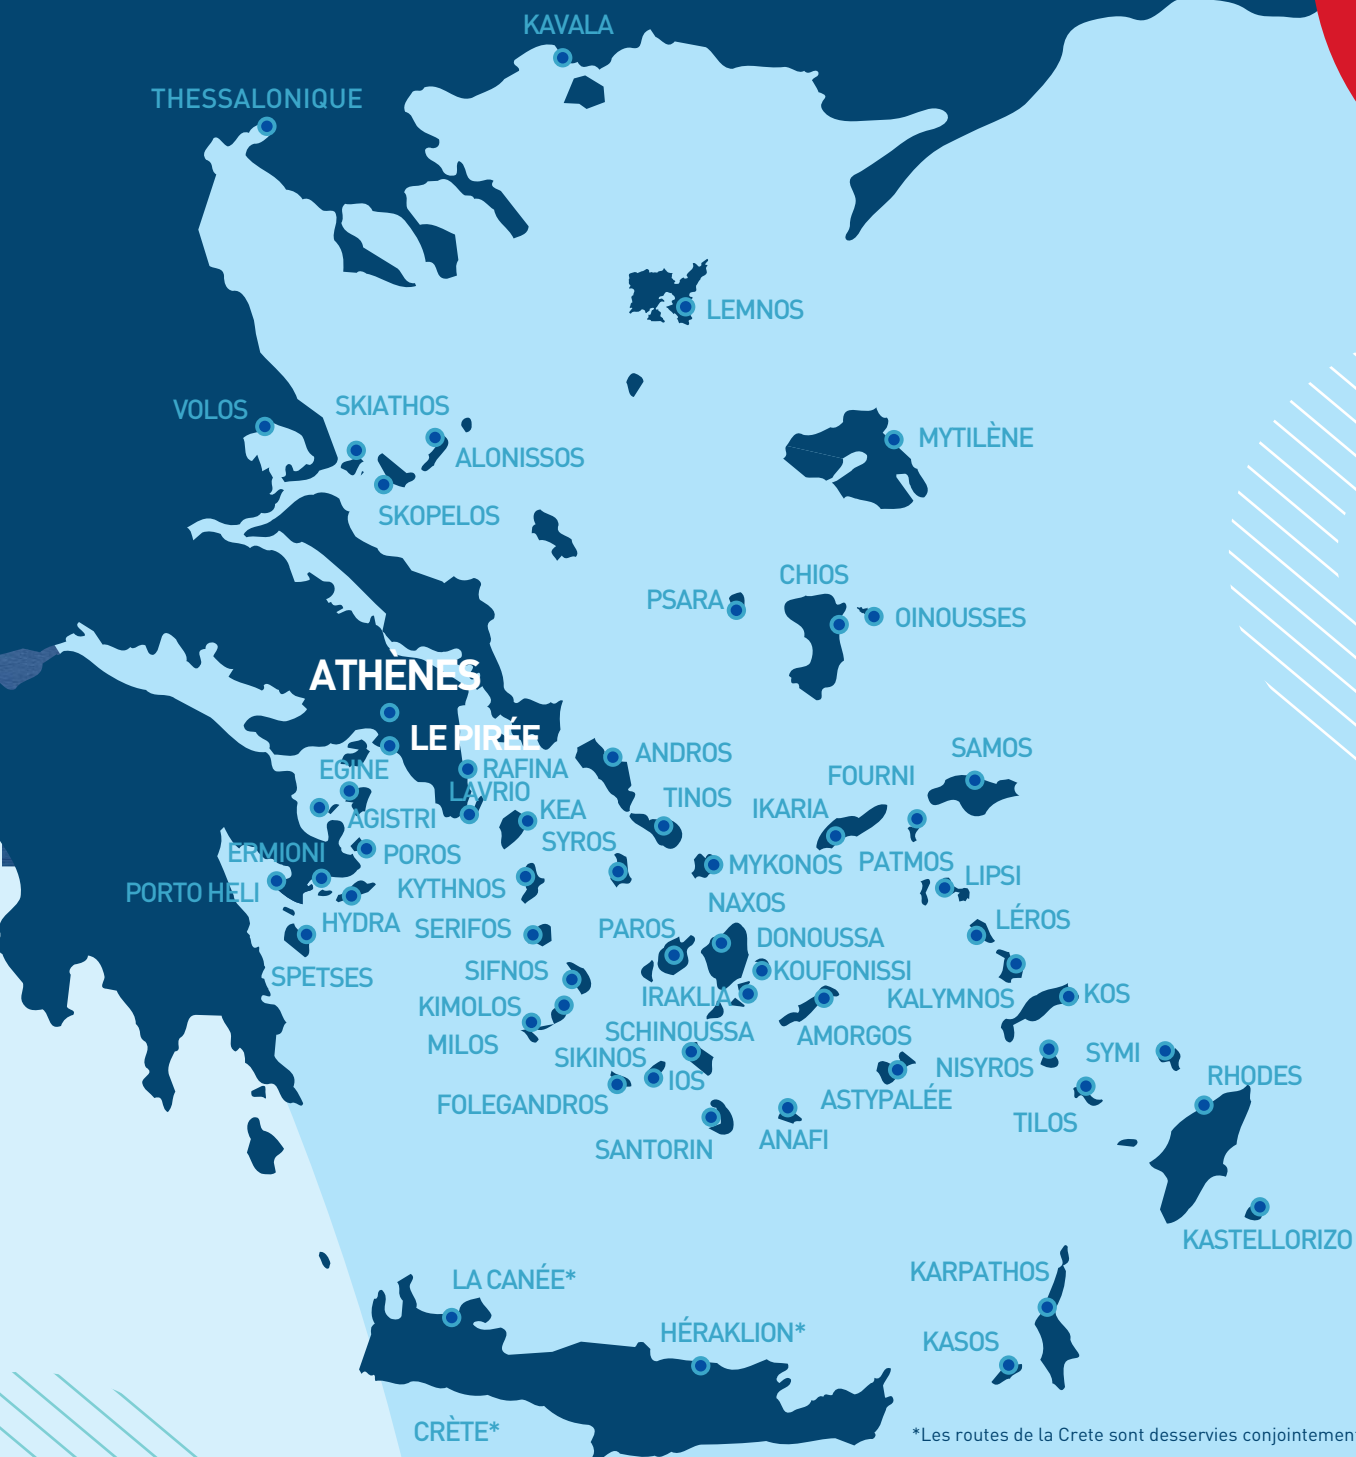 KAVALA
THESSALONIQUE
LEMNOS
VOLOS
SKIATHOS
MYTILÈNE
ALONISSOS
SKOPELOS
CHIOS
PSARA
OINOUSSES
ATHÈNES
LE PIRÉE
ANDROS
SAMOS
EGINE
RAFINA
FOURNI
LAVRIO
TINOS
IKARIA
KEA
AGISTRI
SYROS
ERMIONI
POROS
MYKONOS
PATMOS
LIPSI
PORTO HELI
KYTHNOS
NAXOS
HYDRA
SERIFOS
PAROS
DONOUSSA
LÉROS
SPETSES
SIFNOS
KOUFONISSI
KIMOLOS
IRAKLIA
KALYMNOS
KOS
MILOS
SCHINOUSSA
AMORGOS
SIKINOS
NISYROS
SYMI
IOS
RHODES
FOLEGANDROS
ASTYPALÉE
TILOS
SANTORIN
ANAFI
KASTELLORIZO
LA CANÉE*
KARPATHOS
HÉRAKLION*
KASOS
CRÈTE*
*Les routes de la Crete sont desservies conjointemen